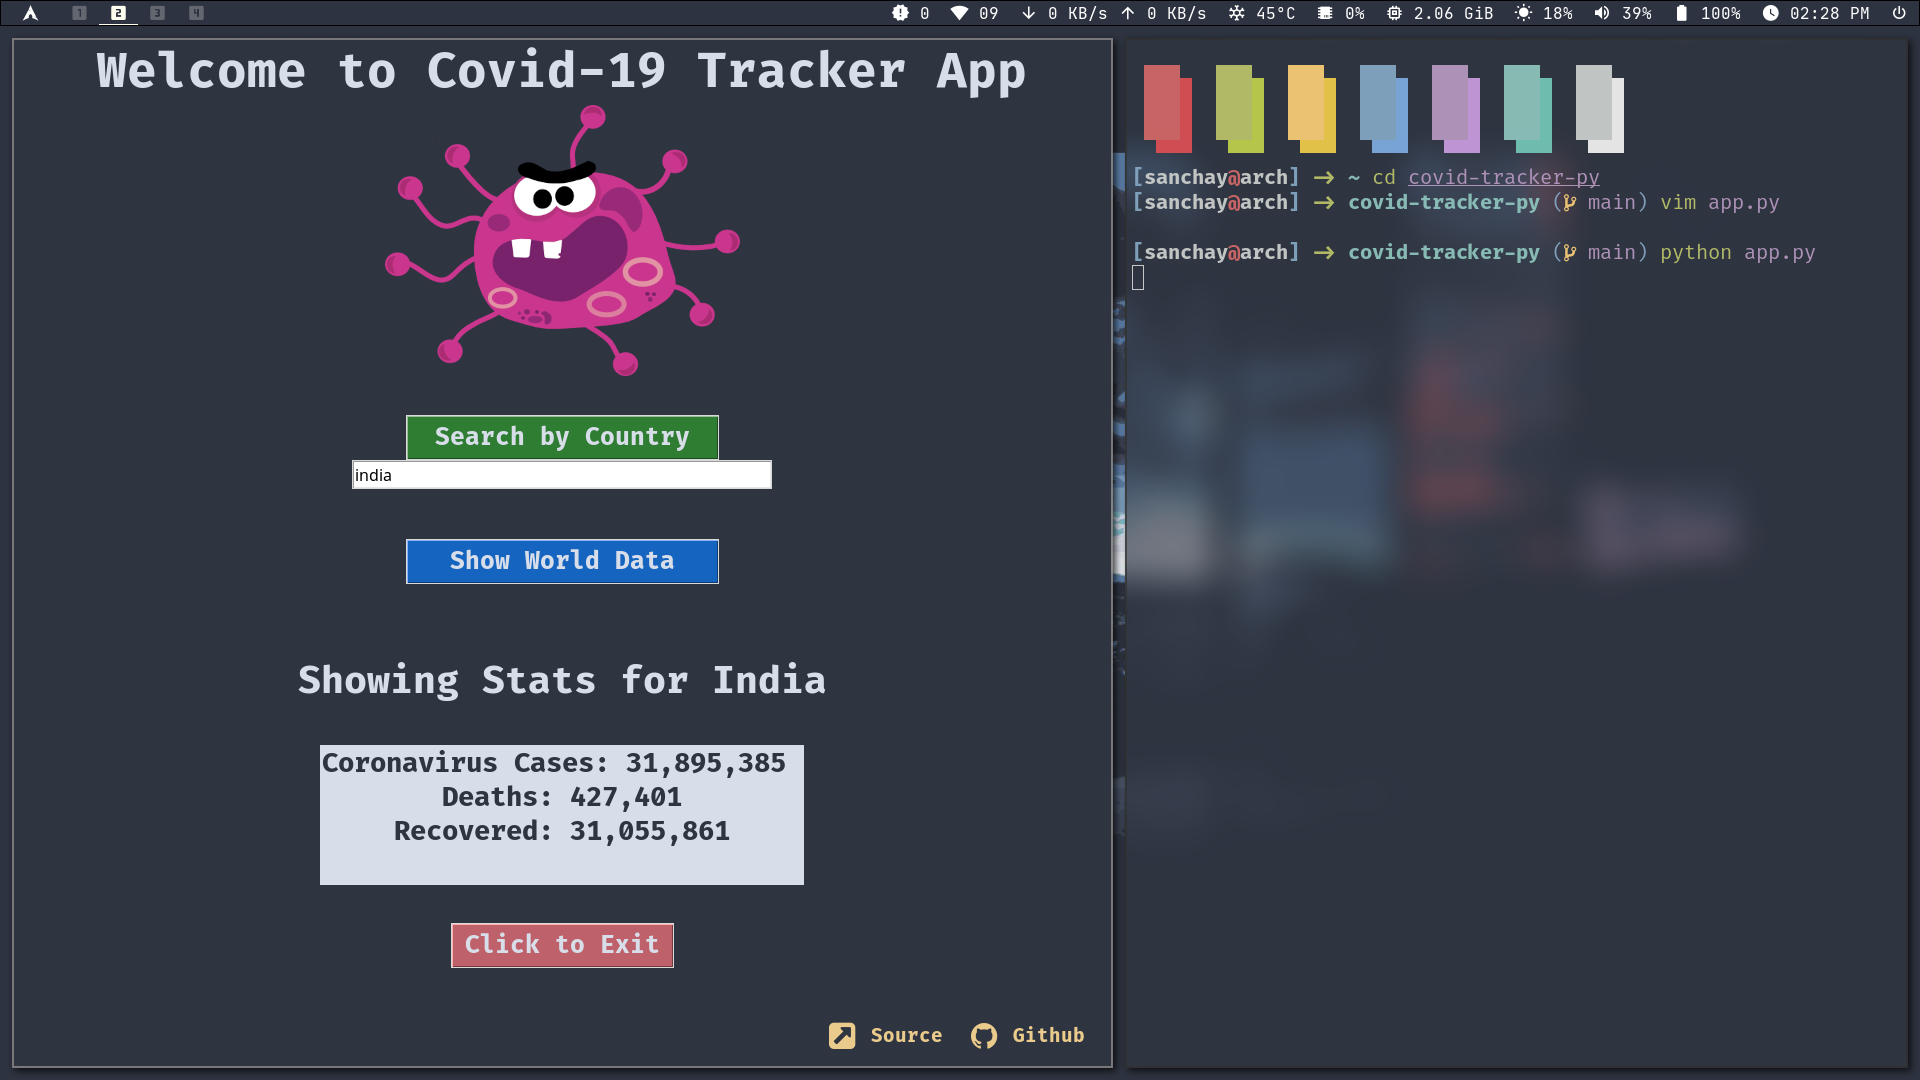 1 2 3 4 0 09 0 KB/s 0 KB/s 45°C 0% 2.06 GiB 18% 39% 100% 02:28 PM
Welcome to Covid-19 Tracker App
Search by Country
india
Show World Data
Showing Stats for India
Coronavirus Cases: 31,895,385
Deaths: 427,401
Recovered: 31,055,861
Click to Exit
Source Github
[sanchay@arch] → ~ cd covid-tracker-py
[sanchay@arch] → covid-tracker-py ( main) vim app.py
[sanchay@arch] → covid-tracker-py ( main) python app.py